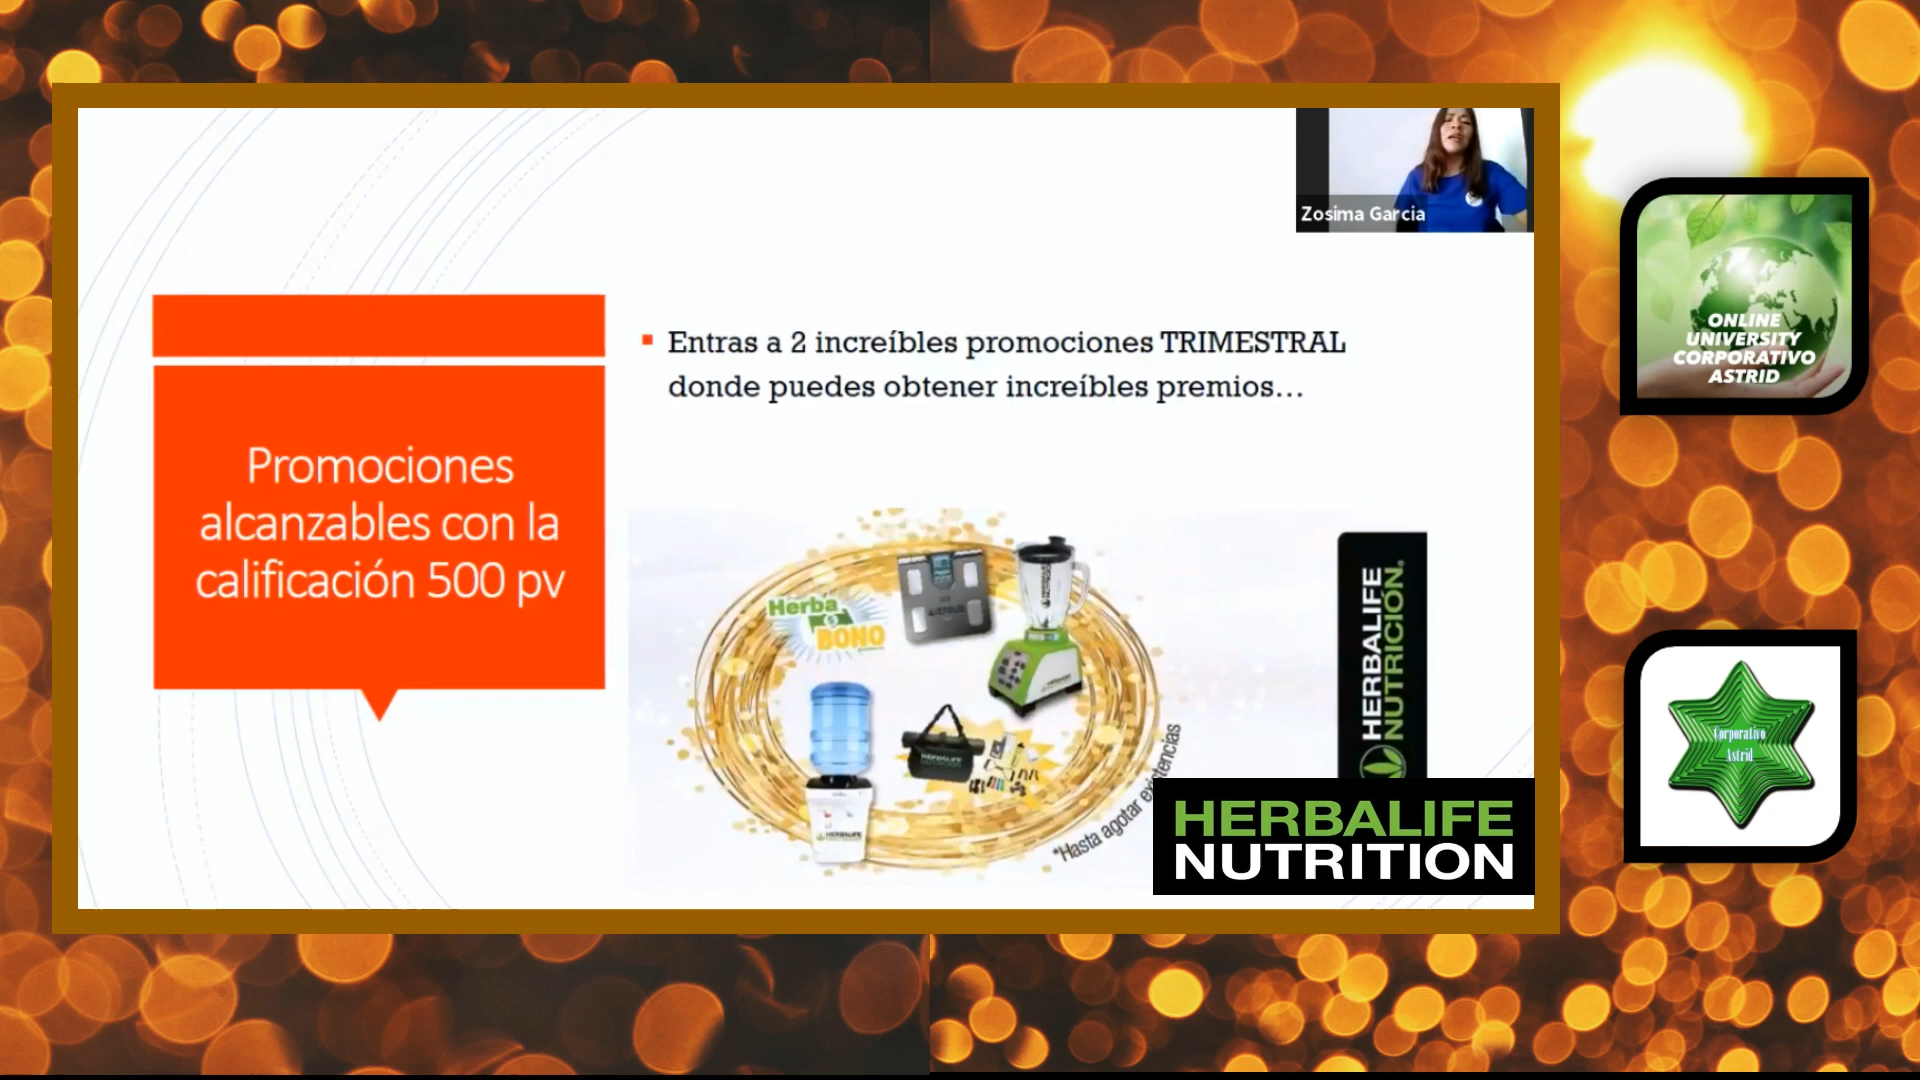 Zosima Garcia
Promociones
alcanzables con la
calificación 500 pv
Entras a 2 increíbles promociones TRIMESTRAL
donde puedes obtener increíbles premios...
Herba
BONO
HERBALIFE
NUTRICIÓN.
*Hasta agotar existencias
HERBALIFE
HERBALIFE
NUTRITION
ONLINE
UNIVERSITY
CORPORATIVO
ASTRID
Corporativo
Astrid